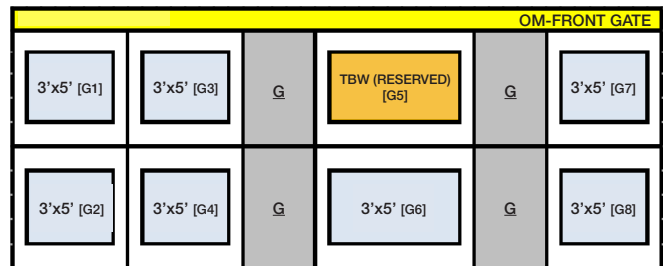 OM-FRONT GATE
3'x5' [G1]
3'x5' [G3]
G
TBW (RESERVED)
[G5]
G
3'x5' [G7]
3'x5' [G2]
3'x5' [G4]
G
3'x5' [G6]
G
3'x5' [G8]